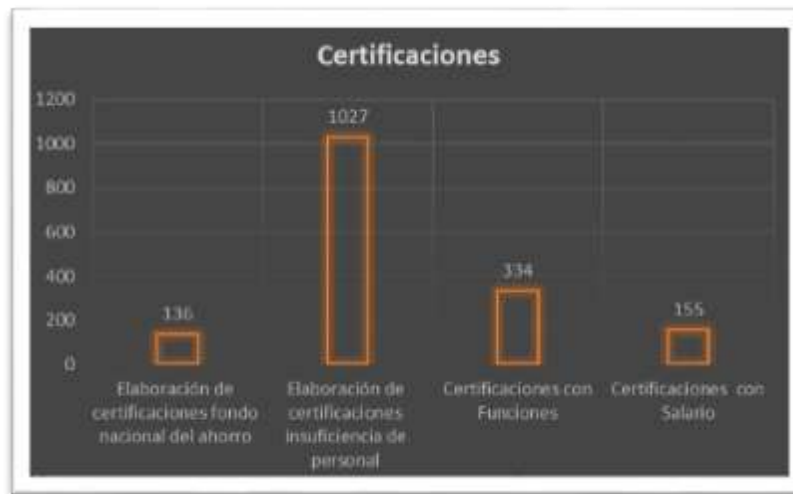 Certificaciones
1200
1000
800
600
400
200
0
136
1027
334
155
Elaboración de
certificaciones fondo
nacional del ahorro
Elaboración de
certificaciones
insuficiencia de
personal
Certificaciones con
Funciones
Certificaciones con
Salario